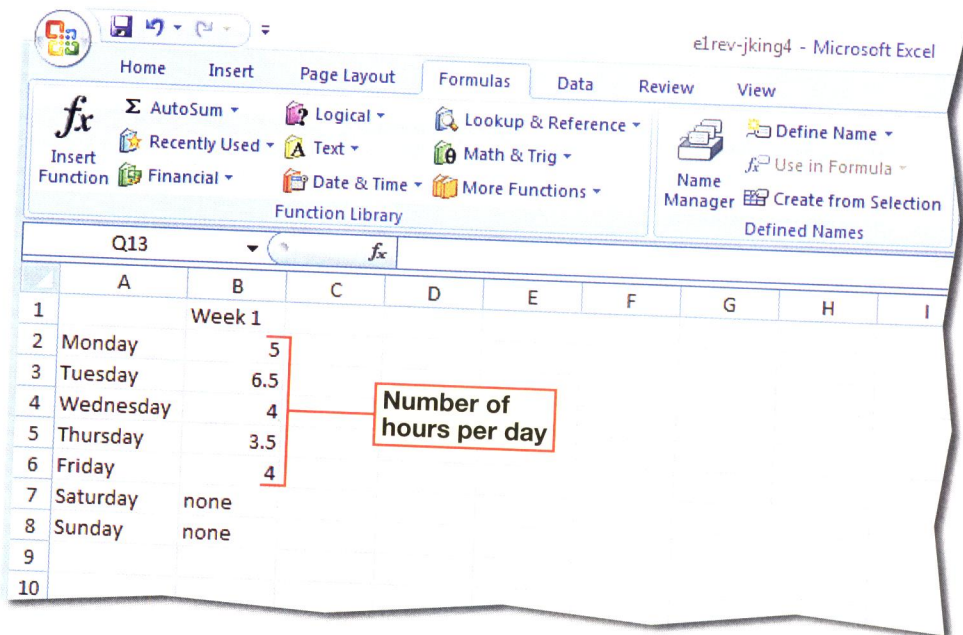 e1rev-jking4 - Microsoft Excel
Home Insert Page Layout Formulas Data Review View
fx Insert Function
Σ AutoSum
Recently Used
Financial
Logical
Text
Date & Time
Lookup & Reference
Math & Trig
More Functions
Function Library
Name Manager
Define Name
fx Use in Formula
Create from Selection
Defined Names
Q13 fx
A B C D E F G H I
1 Week 1
2 Monday 5
3 Tuesday 6.5
4 Wednesday 4
5 Thursday 3.5
6 Friday 4
7 Saturday none
8 Sunday none
9
10
Number of
hours per day